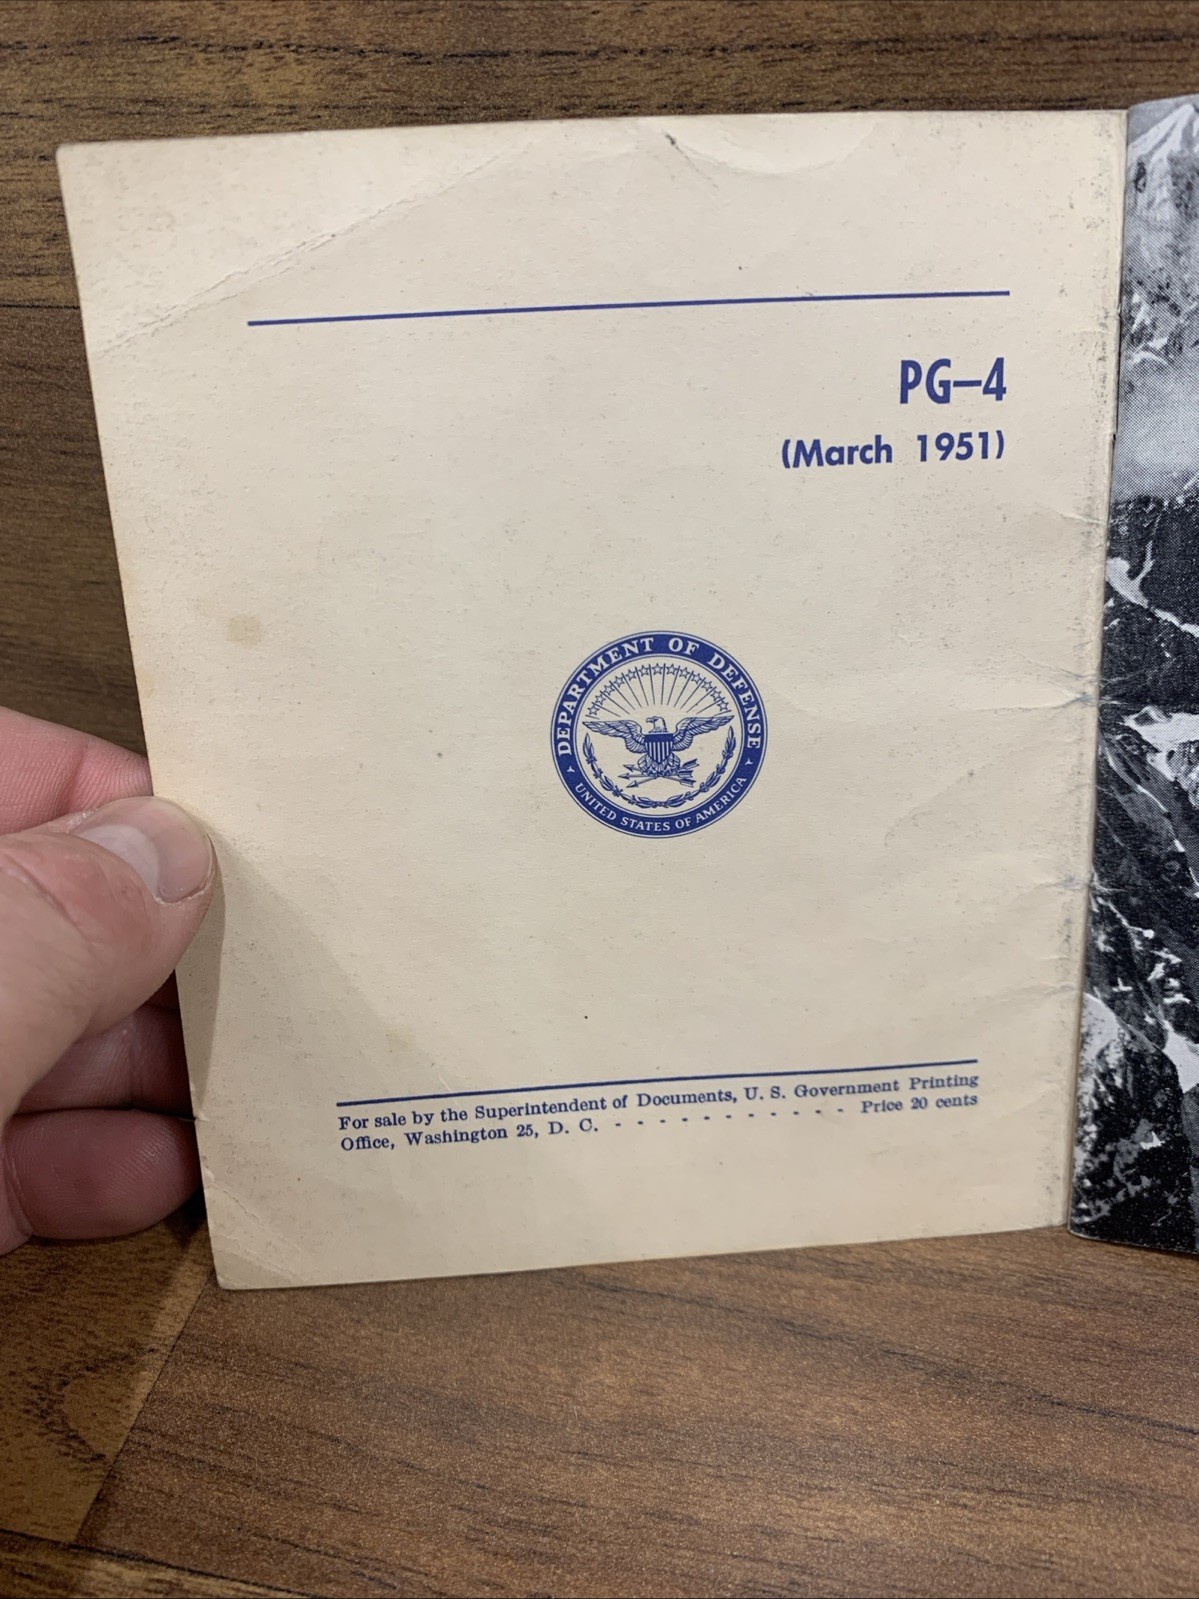 PG–4
(March 1951)
DEPARTMENT OF DEFENSE
UNITED STATES OF AMERICA
For sale by the Superintendent of Documents, U. S. Government Printing
Office, Washington 25, D. C. - - - - - - - - - - - Price 20 cents